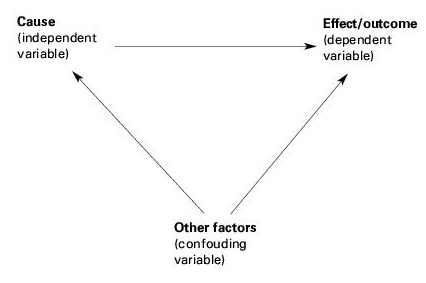 Cause
(independent
variable)
Effect/outcome
(dependent
variable)
Other factors
(confouding
variable)